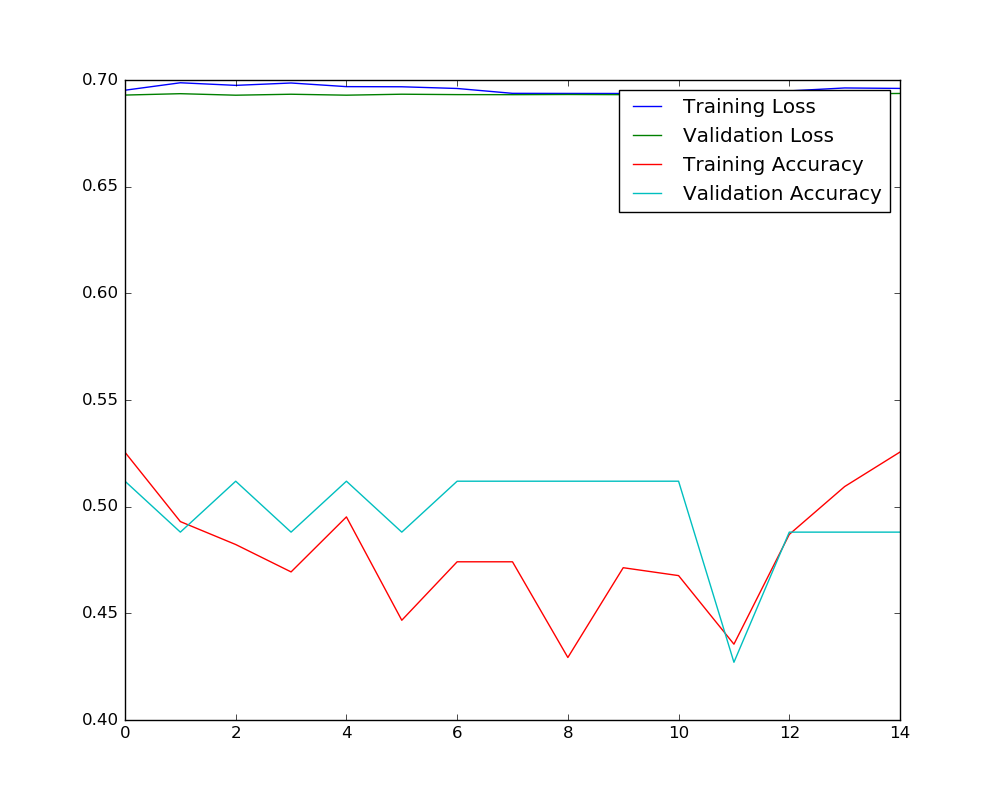 0.70
0.65
0.60
0.55
0.50
0.45
0.40
0 2 4 6 8 10 12 14
Training Loss
Validation Loss
Training Accuracy
Validation Accuracy